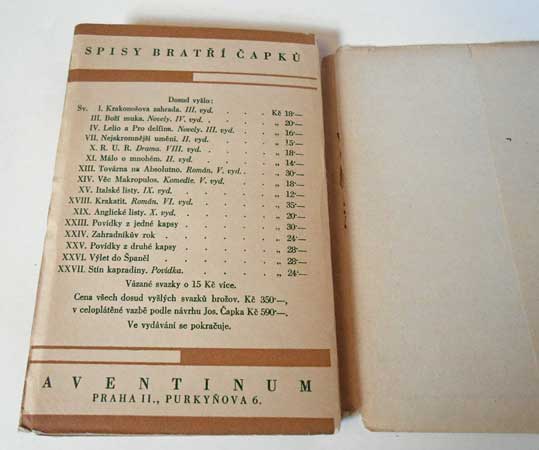 SPISY BRATŘÍ ČAPKŮ
Dosud vyšlo:
Sv. I. Krakonošova zahrada. III. vyd. . . . Kč 18·—
III. Boží muka. Novely. IV. vyd. . . . „ 20·—
IV. Lelio a Pro delfína. Novely. III. vyd. . . . „ 16·—
VII. Nejskromnější umění. II. vyd. . . . „ 15·—
X. R. U. R. Drama. VIII. vyd. . . . „ 18·—
XI. Málo o mnohém. II. vyd. . . . „ 14·—
XIII. Továrna na Absolutno. Román, V. vyd. . . „ 30·—
XIV. Věc Makropulos. Komedie. V. vyd. . . . „ 18·—
XV. Italské listy. IX. vyd. . . . „ 12·—
XVIII. Krakatit. Román. VI. vyd. . . . „ 35·—
XIX. Anglické listy. X. vyd. . . . „ 20·—
XXIII. Povídky z jedné kapsy . . . „ 30·—
XXIV. Zahradníkův rok . . . „ 24·—
XXV. Povídky z druhé kapsy . . . „ 28·—
XXVI. Výlet do Španěl . . . „ 28·—
XXVII. Stín kapradiny. Povídka. . . . „ 24·—
Vázané svazky o 15 Kč více.
Cena všech dosud vyšlých svazků brožov. Kč 350·—,
v celoplátěné vazbě podle návrhu Jos. Čapka Kč 590·—,
Ve vydávání se pokračuje.
AVENTINUM
PRAHA II., PURKYŇOVA 6.